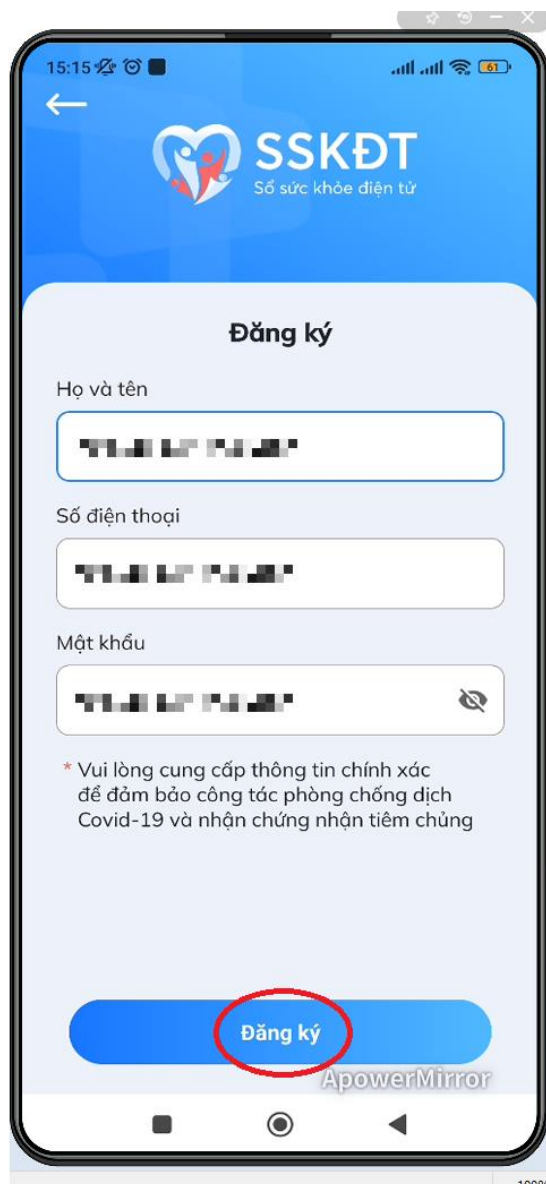 15:15
61
SSKĐT
Sổ sức khỏe điện tử
Đăng ký
Họ và tên
Số điện thoại
Mật khẩu
* Vui lòng cung cấp thông tin chính xác
để đảm bảo công tác phòng chống dịch
Covid-19 và nhận chứng nhận tiêm chủng
Đăng ký
ApowerMirror